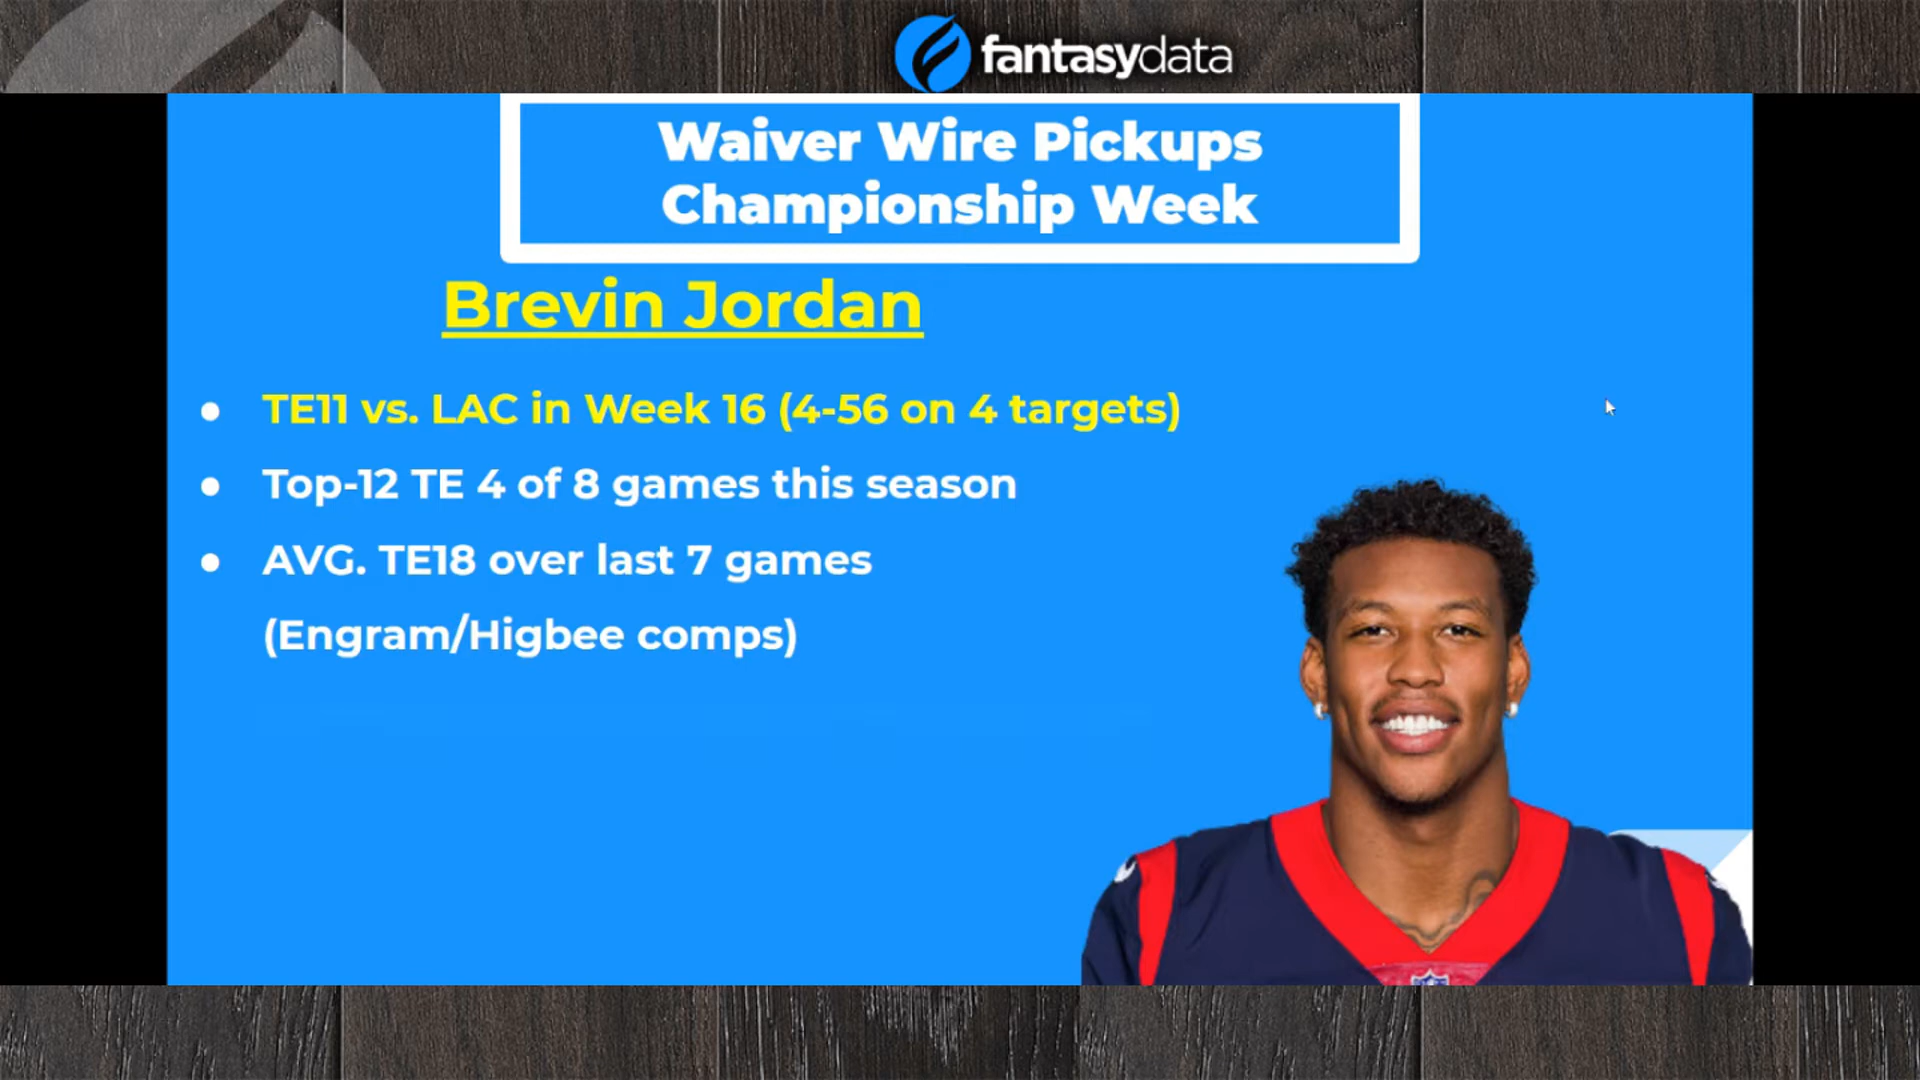 fantasydata
Waiver Wire Pickups
Championship Week
Brevin Jordan
● TE11 vs. LAC in Week 16 (4-56 on 4 targets)
● Top-12 TE 4 of 8 games this season
● AVG. TE18 over last 7 games
(Engram/Higbee comps)